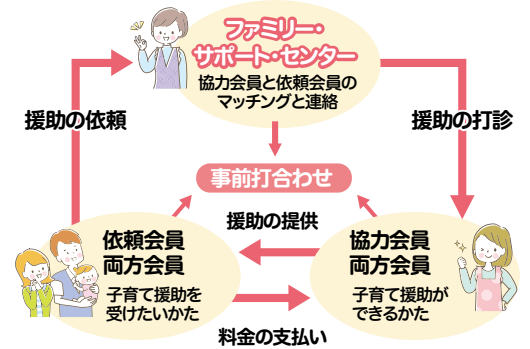 ファミリー・
サポート・センター
協力会員と依頼会員の
マッチングと連絡
援助の依頼
援助の打診
事前打合わせ
依頼会員
両方会員
子育て援助を
受けたいかた
援助の提供
協力会員
両方会員
子育て援助が
できるかた
料金の支払い